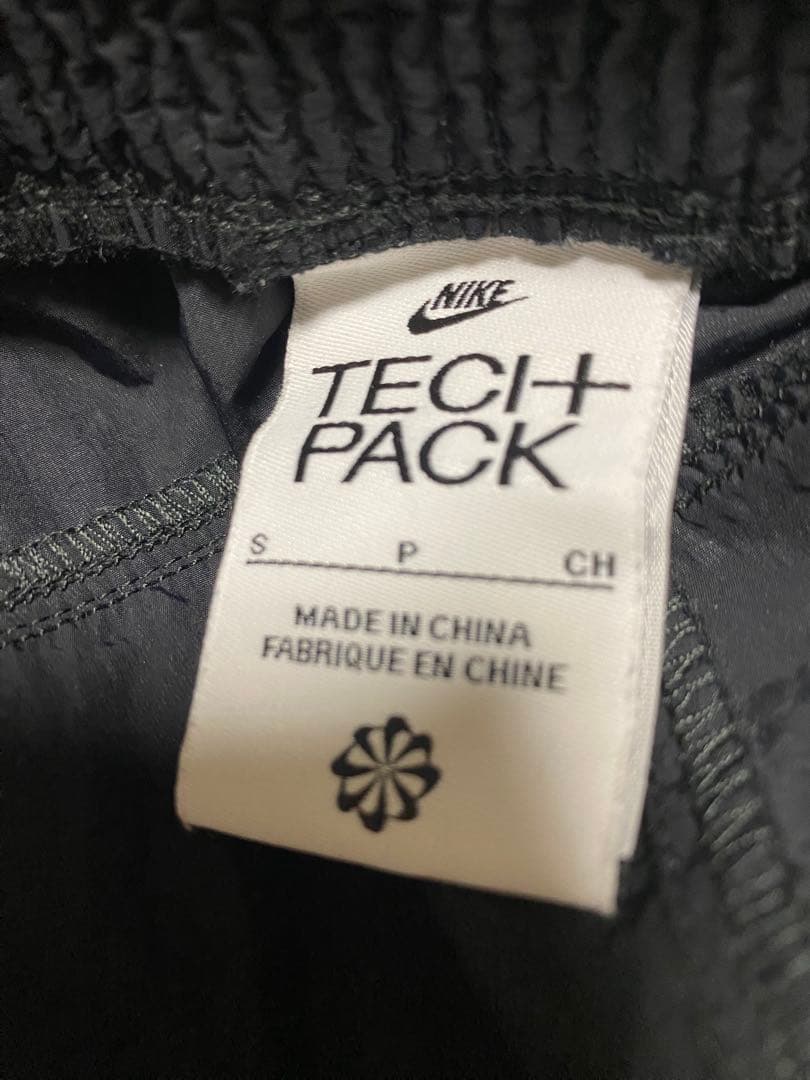 NIKE
TECH
PACK
S P CH
MADE IN CHINA
FABRIQUE EN CHINE